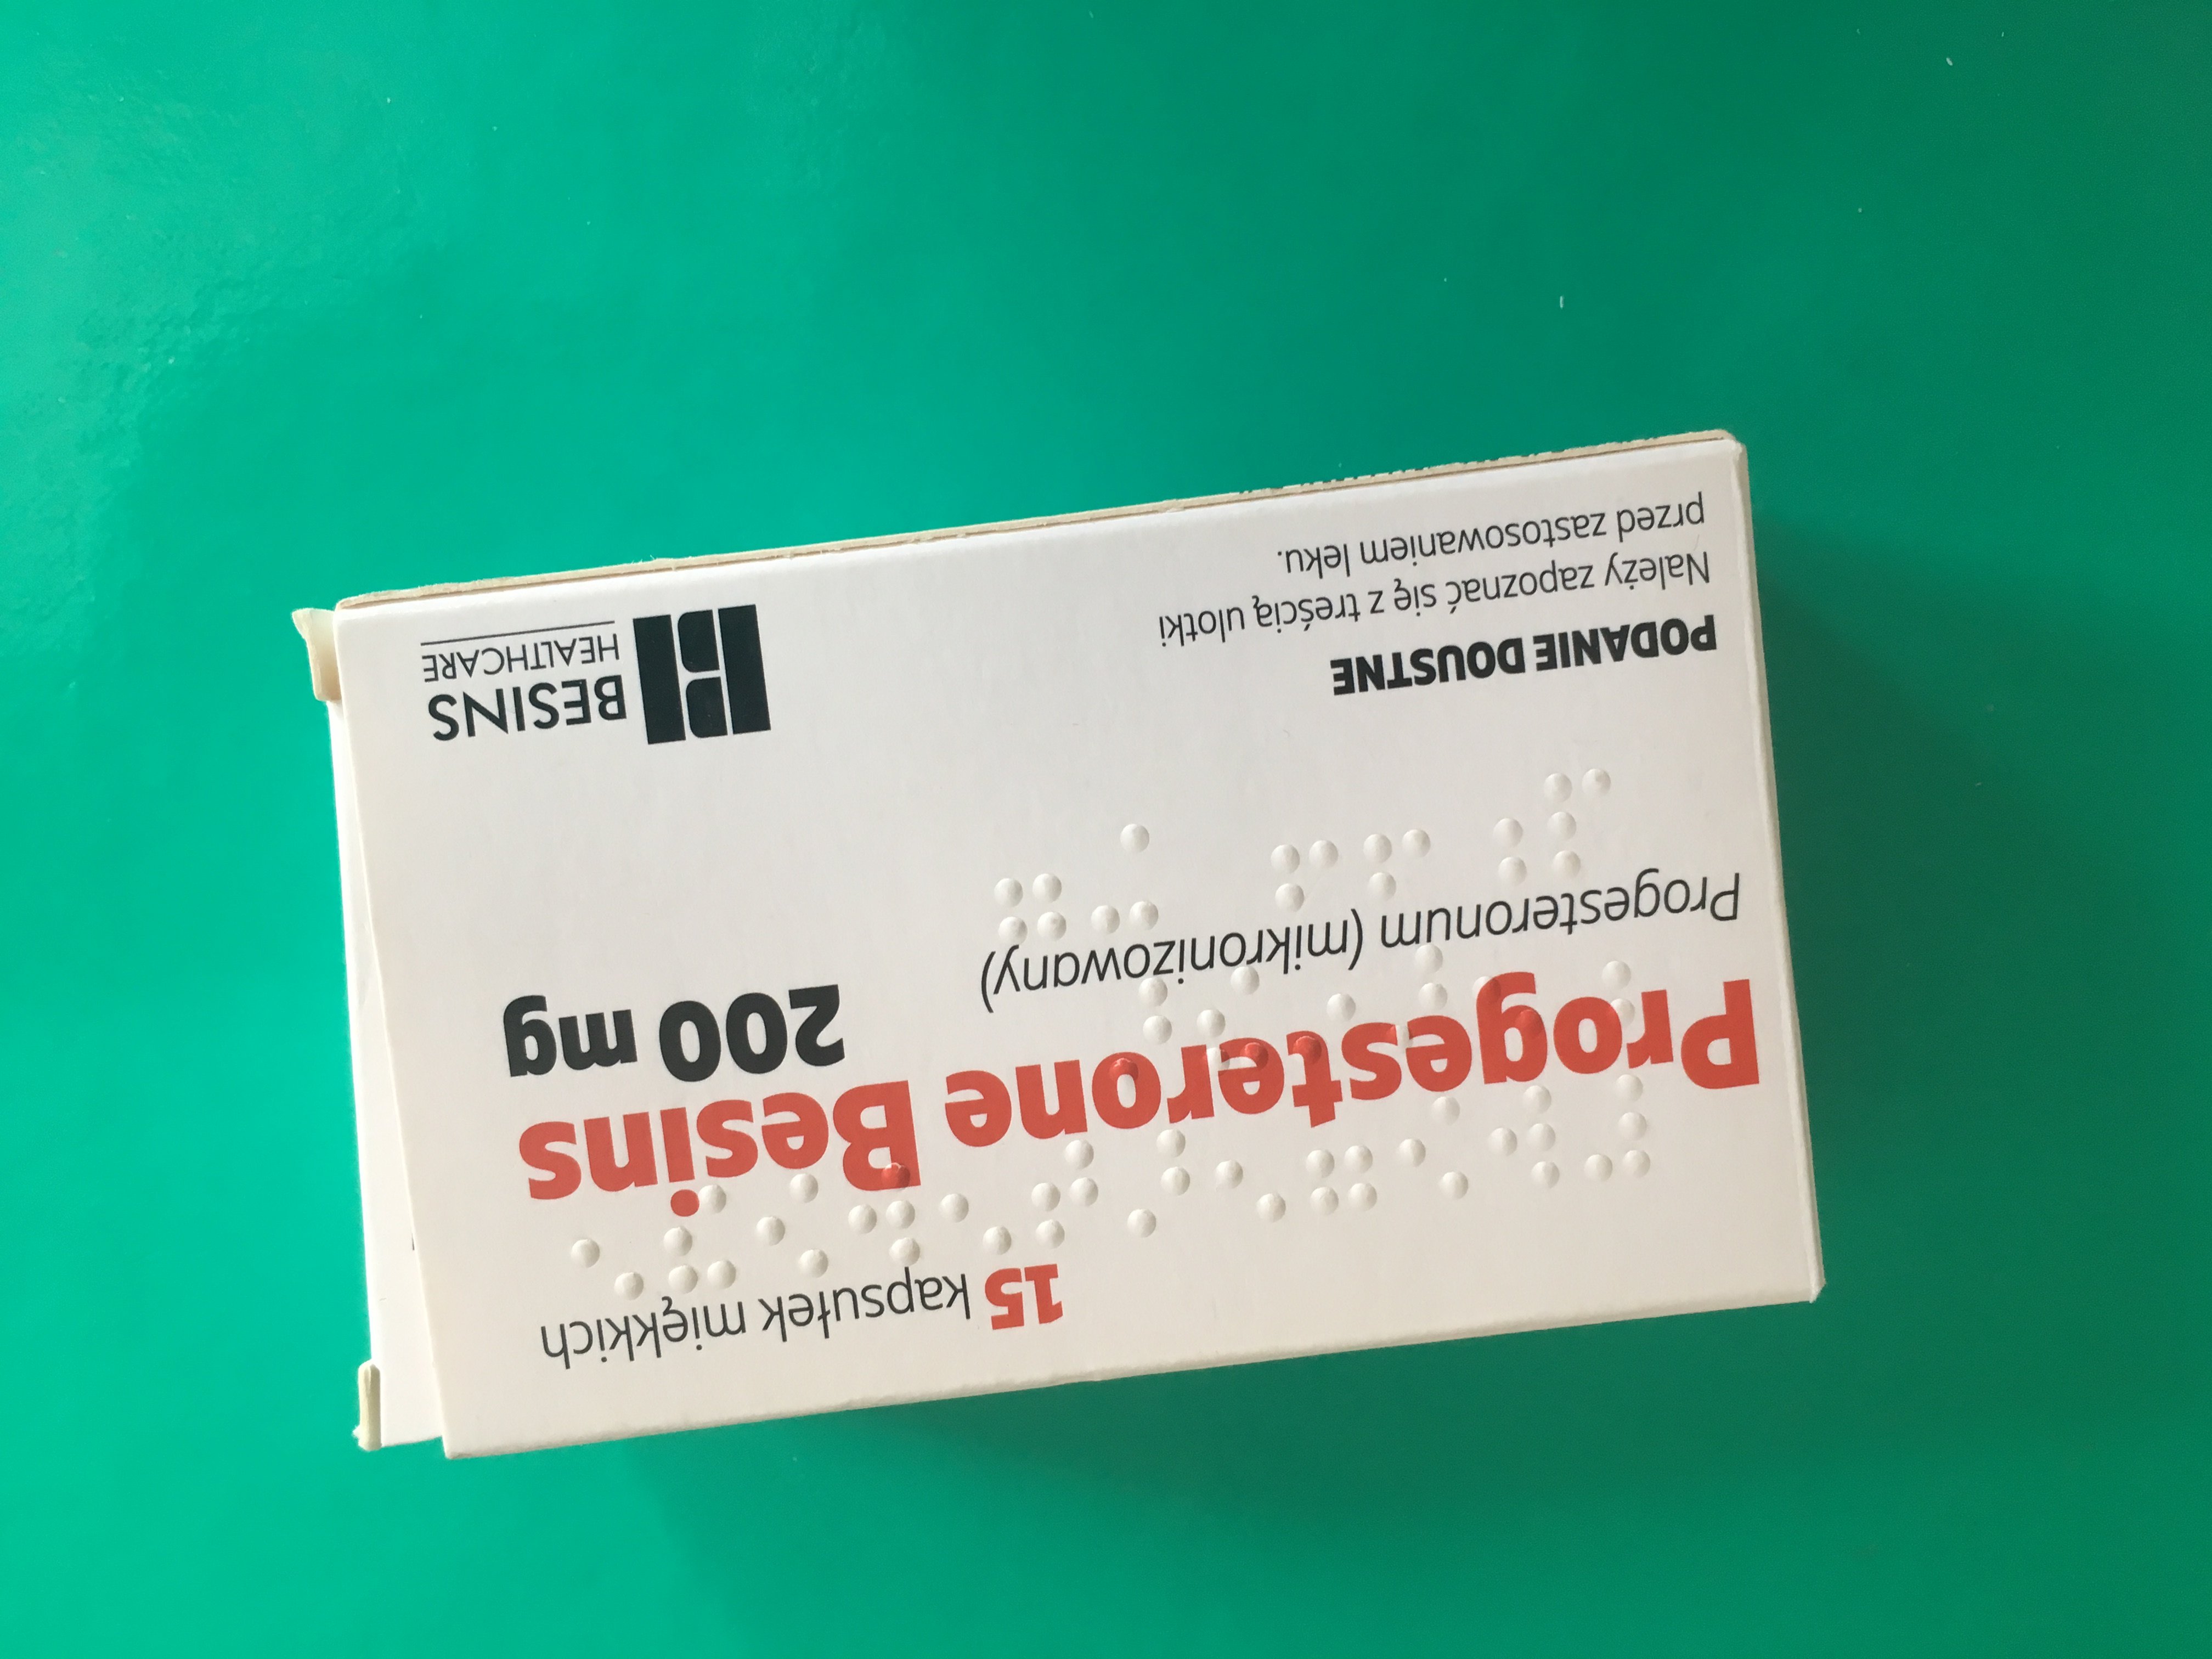 15 kapsułek miękkich
Progesterone Besins
200 mg
Progesteronum (mikronizowany)
PODANIE DOUSTNE
Należy zapoznać się z treścią ulotki
przed zastosowaniem leku.
BESINS
HEALTHCARE